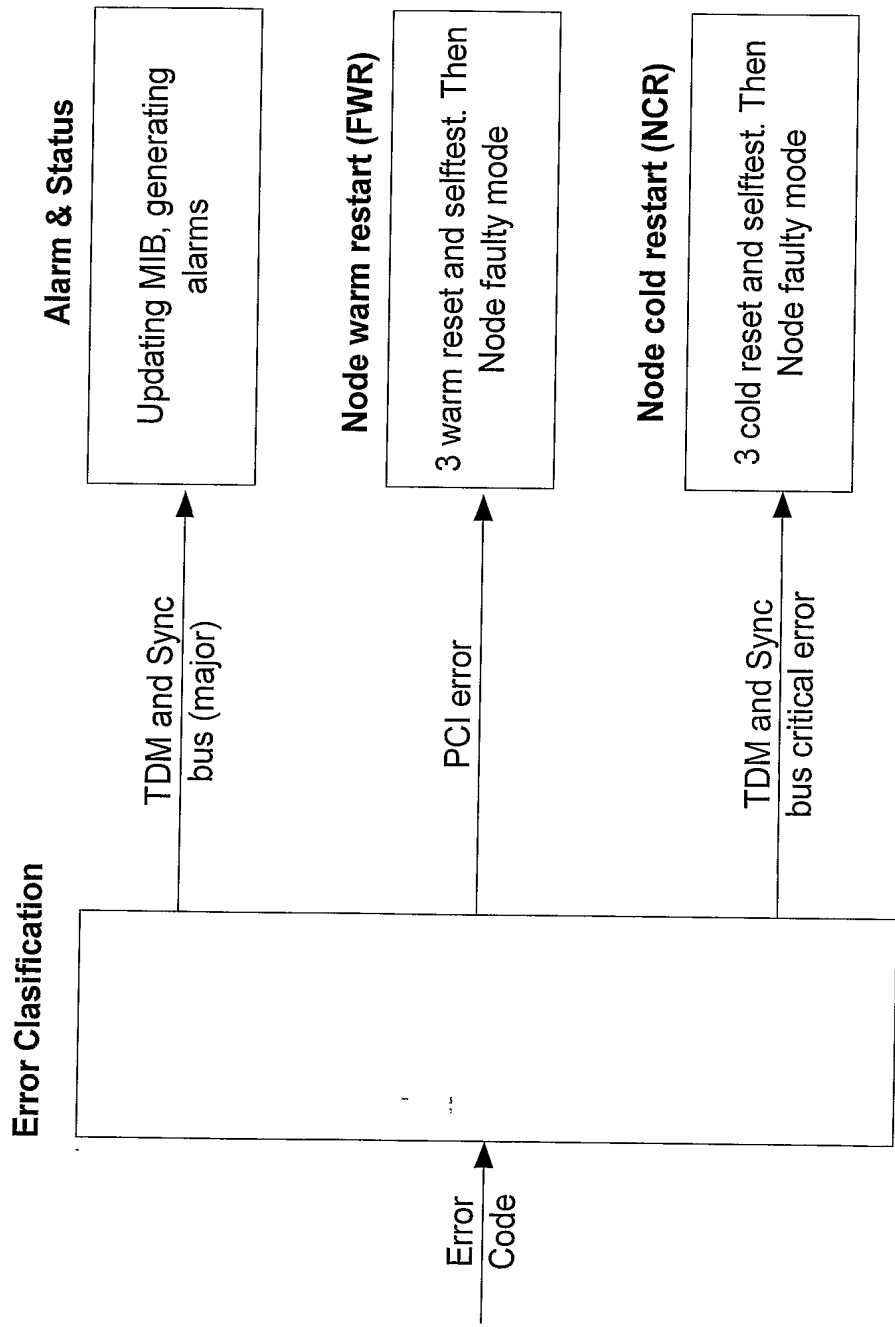 Error Clasification
Error
Code
TDM and Sync
bus (major)
PCI error
TDM and Sync
bus critical error
Alarm & Status
Updating MIB, generating
alarms
Node warm restart (FWR)
3 warm reset and selftest. Then
Node faulty mode
Node cold restart (NCR)
3 cold reset and selftest. Then
Node faulty mode